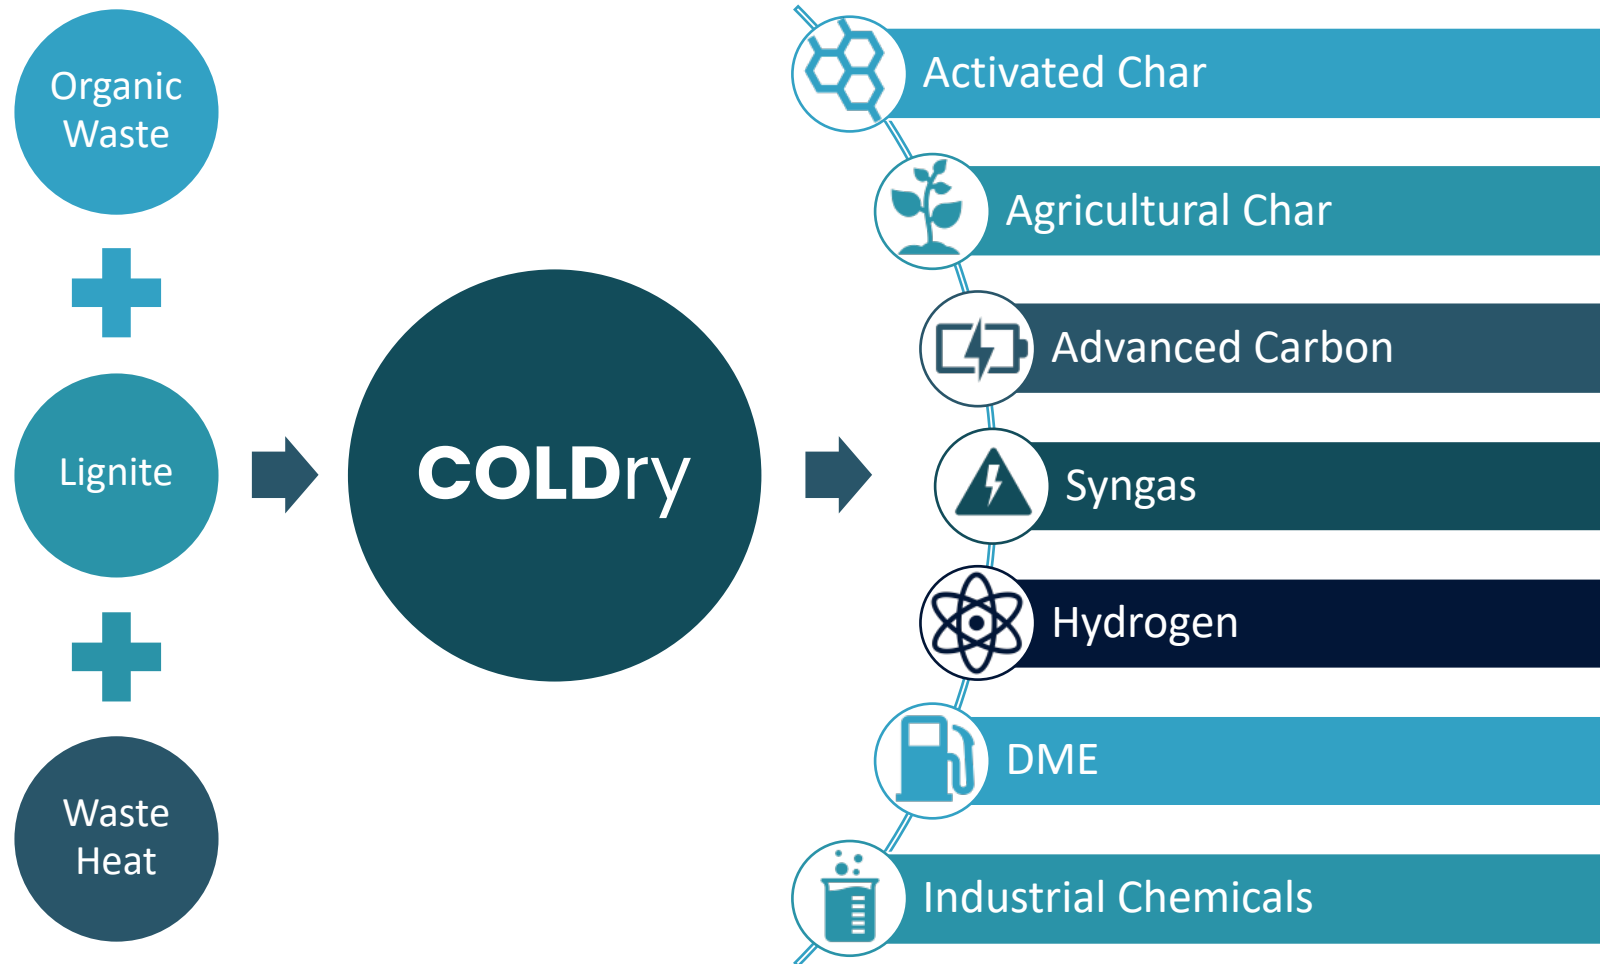 Organic
Waste
Lignite
Waste
Heat
COLDry
Activated Char
Agricultural Char
Advanced Carbon
Syngas
Hydrogen
DME
Industrial Chemicals